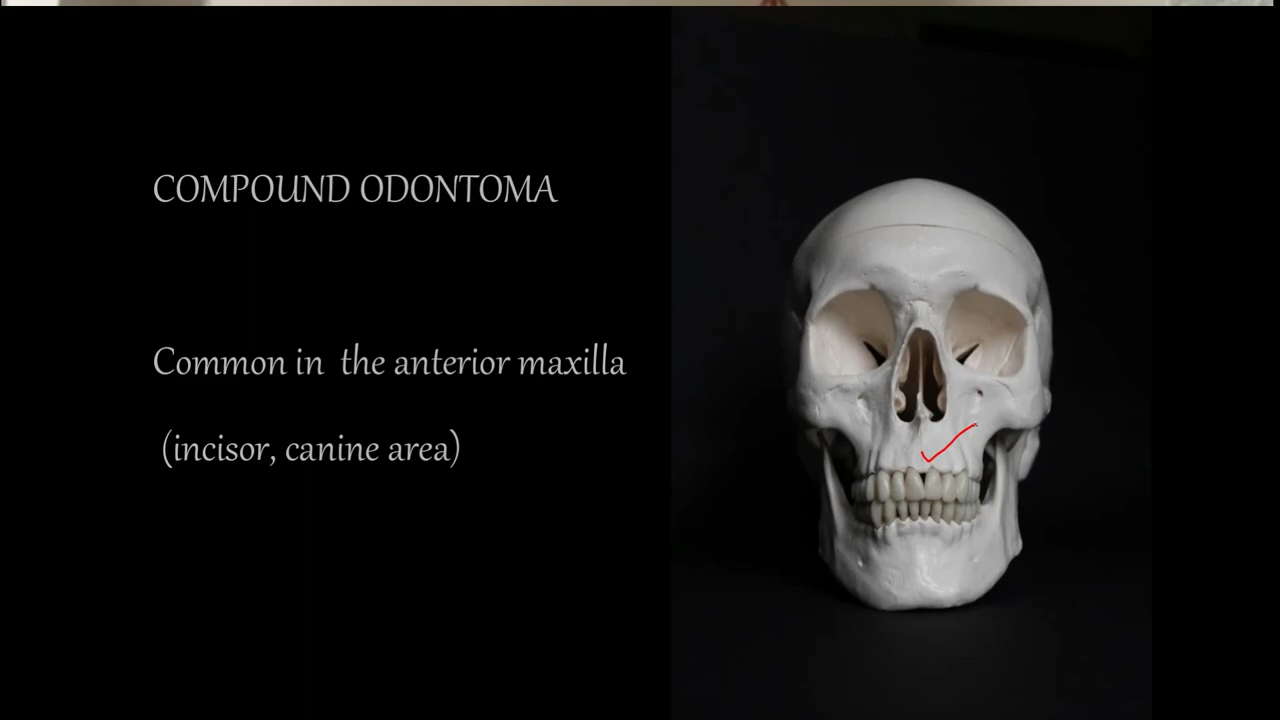 COMPOUND ODONTOMA
Common in the anterior maxilla
(incisor, canine area)